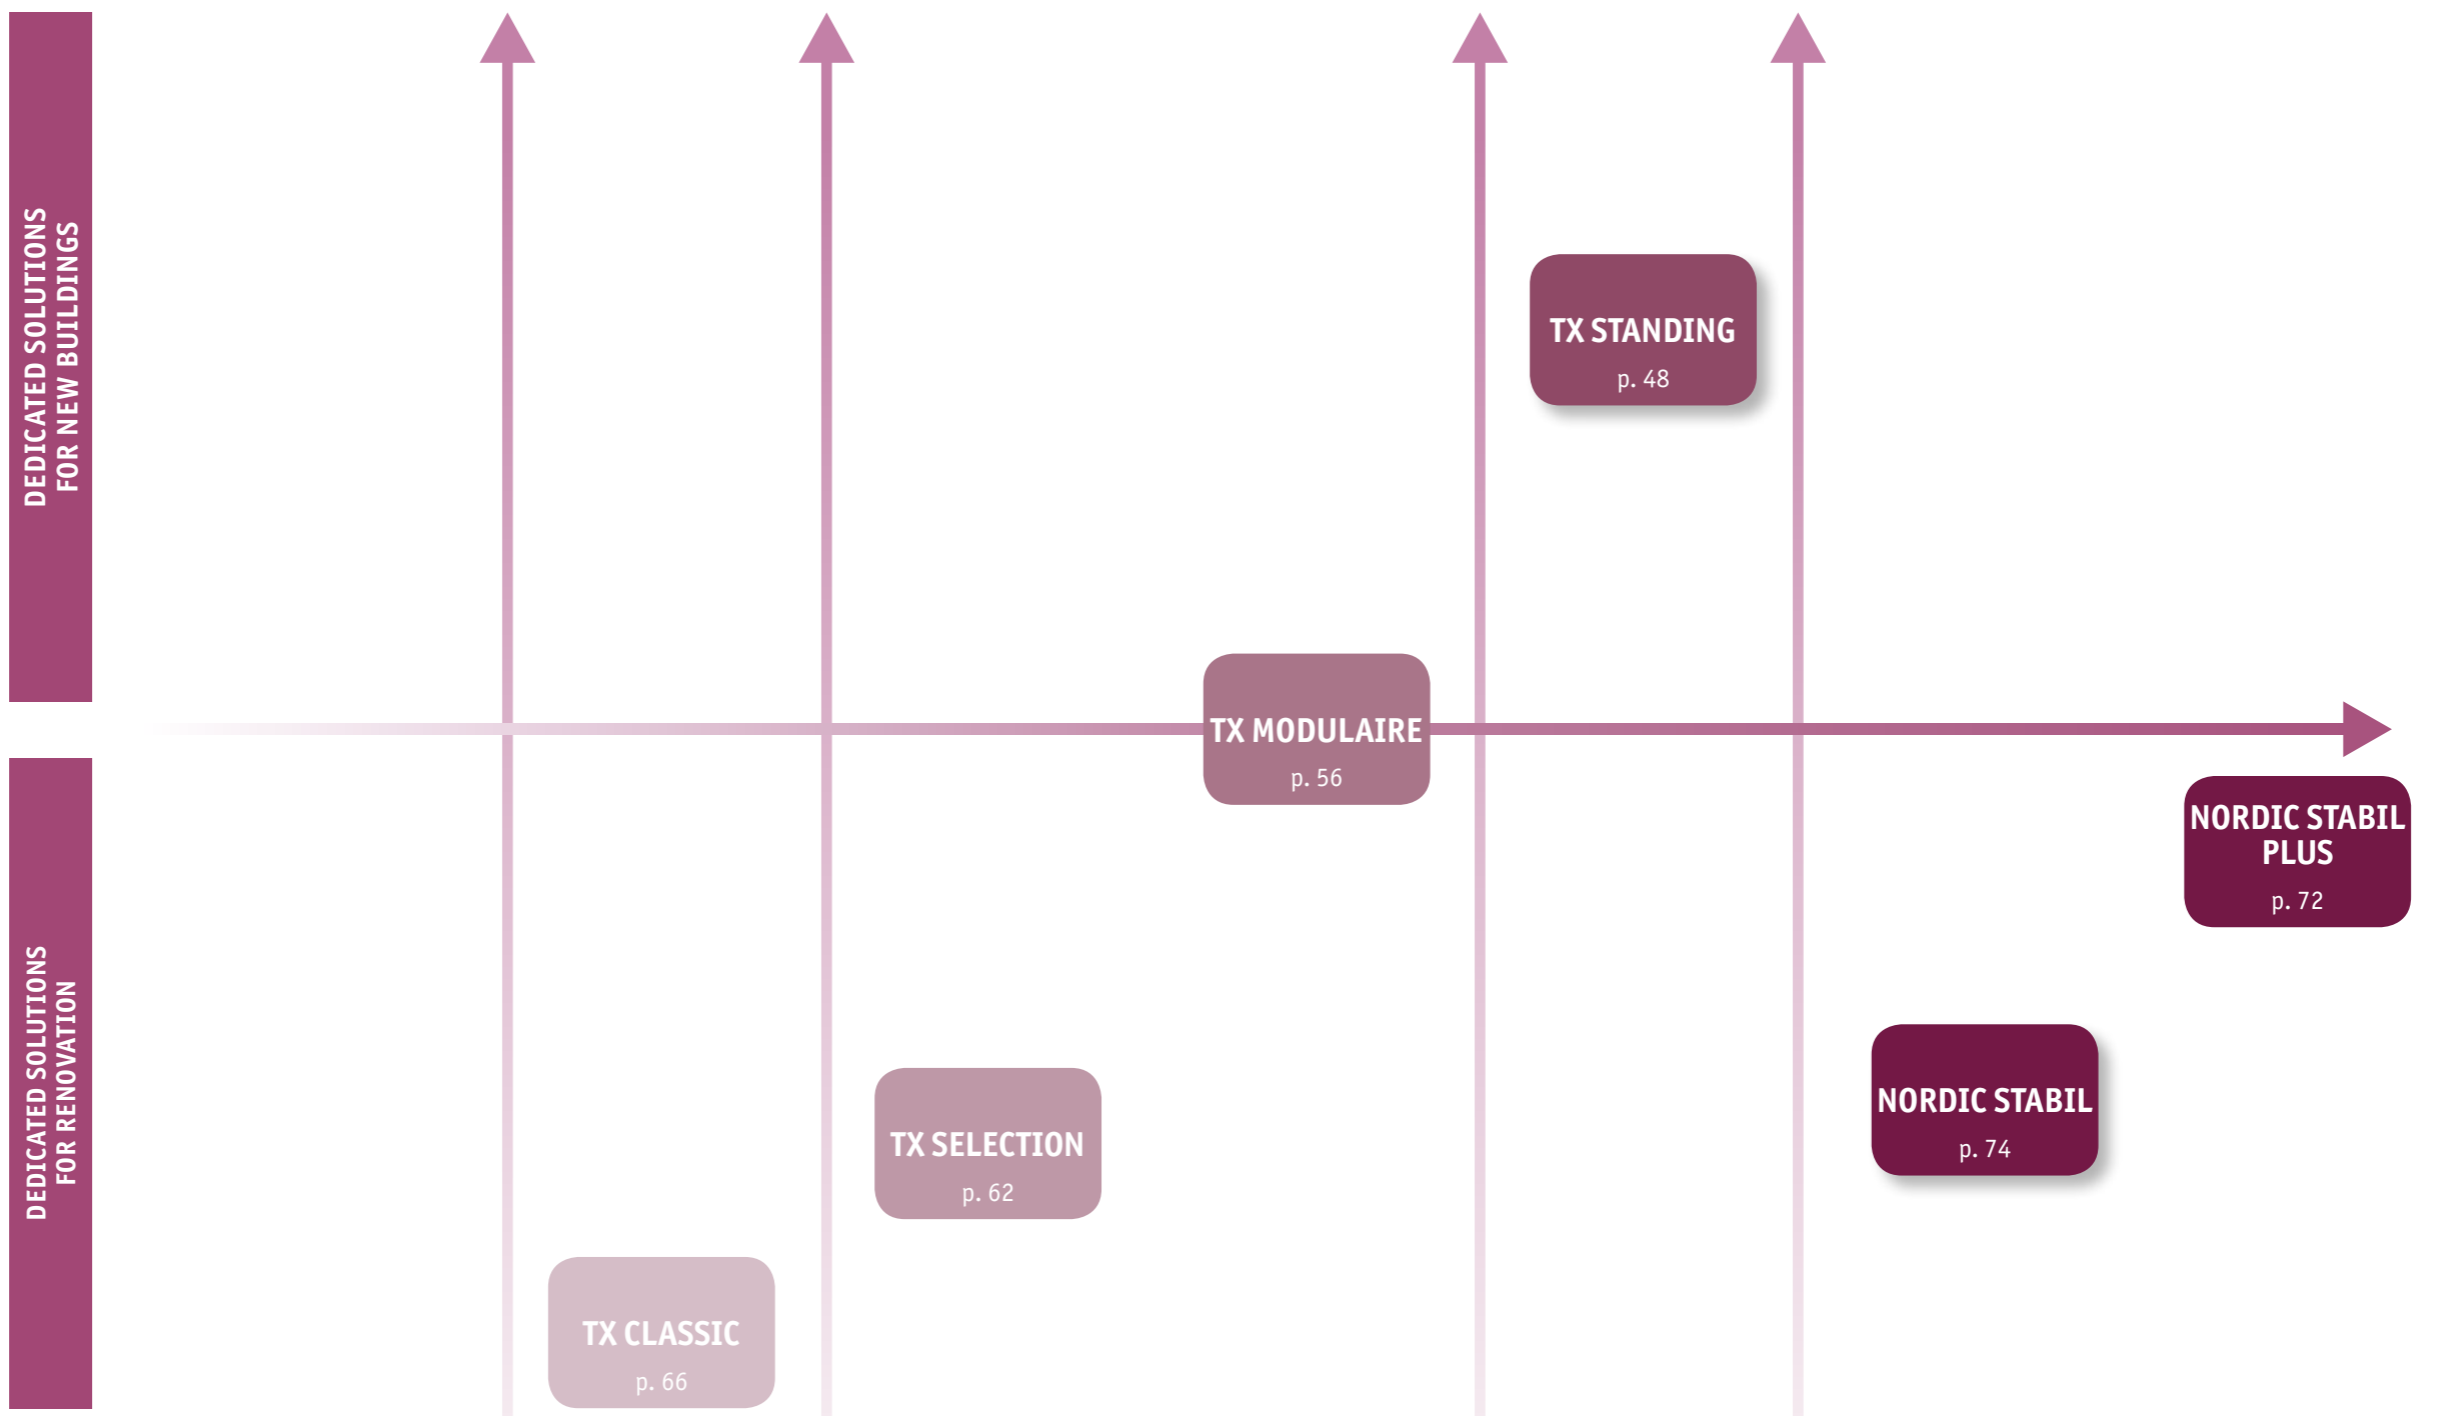 DEDICATED SOLUTIONS
FOR NEW BUILDINGS
TX STANDING
p. 48
TX MODULAIRE
p. 56
NORDIC STABIL
PLUS
p. 72
DEDICATED SOLUTIONS
FOR RENOVATION
NORDIC STABIL
p. 74
TX SELECTION
p. 62
TX CLASSIC
p. 66